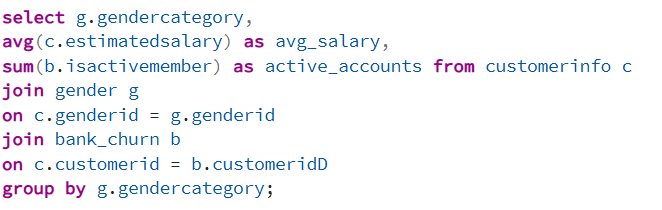 select g.gendercategory,
avg(c.estimatedsalary) as avg_salary,
sum(b.isactivemember) as active_accounts from customerinfo c
join gender g
on c.genderid = g.genderid
join bank_churn b
on c.customerid = b.customeridD
group by g.gendercategory;